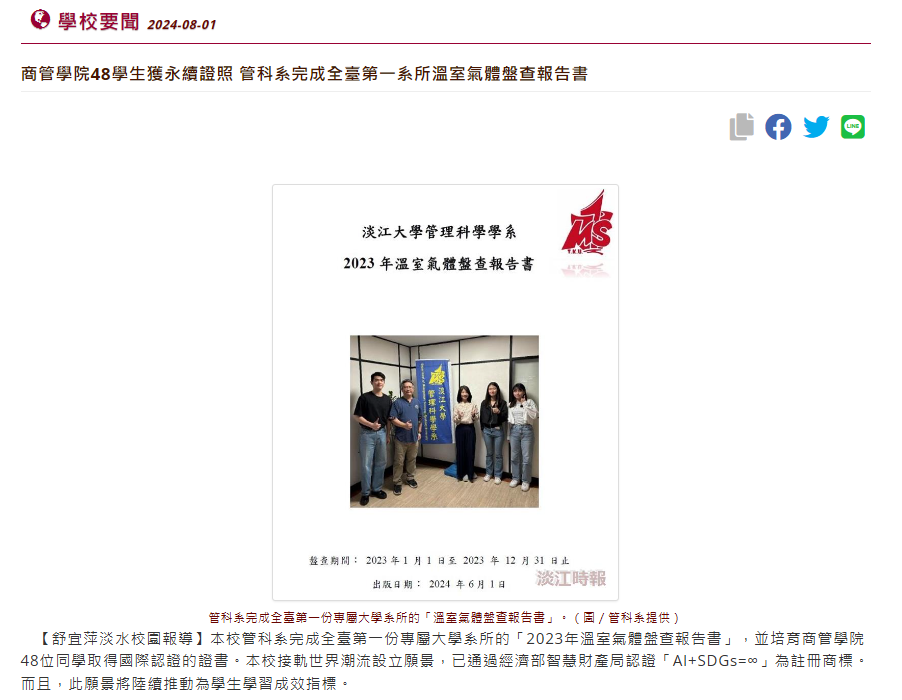 學校要聞 2024-08-01
商管學院48學生獲永續證照 管科系完成全臺第一系所溫室氣體盤查報告書
LINE
淡江大學管理科學學系
2023 年溫室氣體盤查報告書
MS
T.K.U.
淡江大學
管理科學學系
盤查期間： 2023 年 1 月 1 日至 2023 年 12 月 31 日止
出版日期： 2024 年 6 月 1 日
淡江時報
管科系完成全臺第一份專屬大學系所的「溫室氣體盤查報告書」。（圖／管科系提供）
【舒宜萍淡水校園報導】本校管科系完成全臺第一份專屬大學系所的「2023年溫室氣體盤查報告書」，並培育商管學院
48位同學取得國際認證的證書。本校接軌世界潮流設立願景，已通過經濟部智慧財產局認證「AI+SDGs=∞」為註冊商標。
而且，此願景將陸續推動為學生學習成效指標。